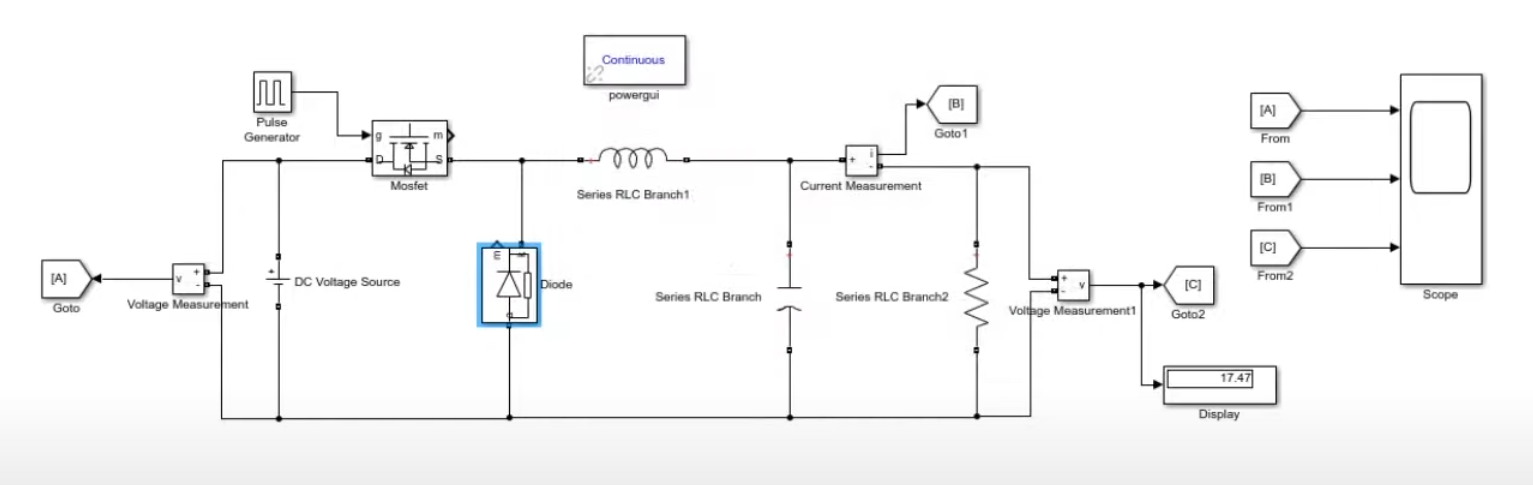 Continuous
powergui
Pulse
Generator
g
m
D
S
Mosfet
[B]
Goto1
[A]
From
Series RLC Branch1
+
i
-
Current Measurement
[B]
From1
[C]
From2
Scope
[A]
Goto
v
+
-
Voltage Measurement
+
DC Voltage Source
m
k
a
Diode
Series RLC Branch
Series RLC Branch2
+
-
v
Voltage Measurement1
[C]
Goto2
17.47
Display